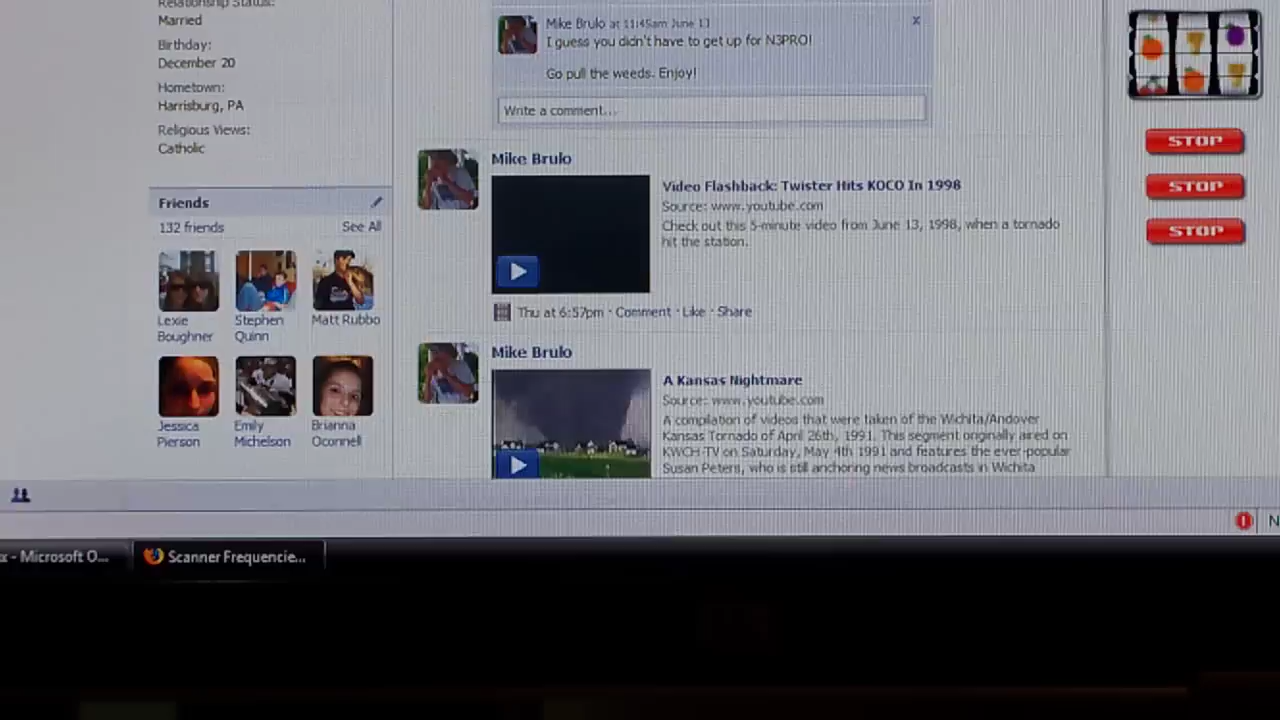 Relationship Status:
Married
Birthday:
December 20
Hometown:
Harrisburg, PA
Religious Views:
Catholic
Friends
132 friends
See All
Lexie
Boughner
Stephen
Quinn
Matt Rubbo
Jessica
Pierson
Emily
Michelson
Brianna
Oconnell
Mike Brulo at 11:45am June 13
x
I guess you didn't have to get up for N3PRO!
Go pull the weeds. Enjoy!
Write a comment...
Mike Brulo
Video Flashback: Twister Hits KOCO In 1998
Source: www.youtube.com
Check out this 5-minute video from June 13, 1998, when a tornado
hit the station.
Thu at 6:57pm · Comment · Like · Share
Mike Brulo
A Kansas Nightmare
Source: www.youtube.com
A compilation of videos that were taken of the Wichita/Andover
Kansas Tornado of April 26th, 1991. This segment originally aired on
KWCH-TV on Saturday, May 4th 1991 and features the ever-popular
Susan Peters, who is still anchoring news broadcasts in Wichita
STOP
STOP
STOP
N
x - Microsoft O...
Scanner Frequencie...